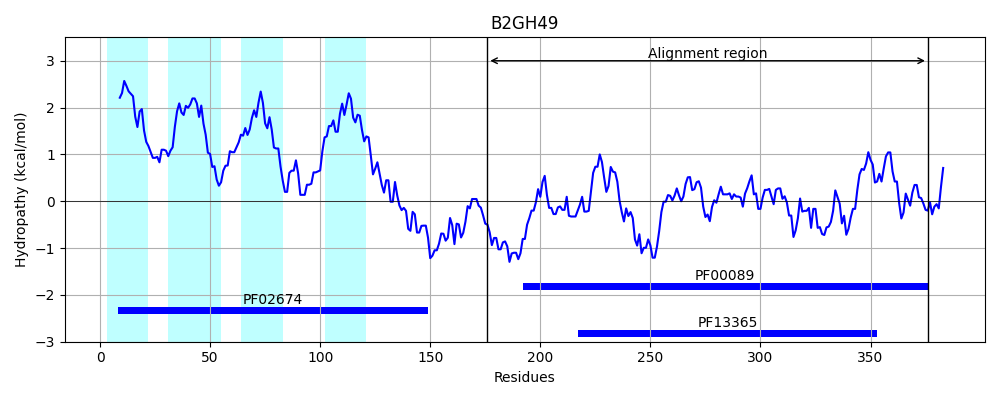 B2GH49
Hydropathy (kcal/mol)
3
2
1
0
−1
−2
−3
Alignment region
PF00089
PF02674
PF13365
0 50 100 150 200 250 300 350
Residues